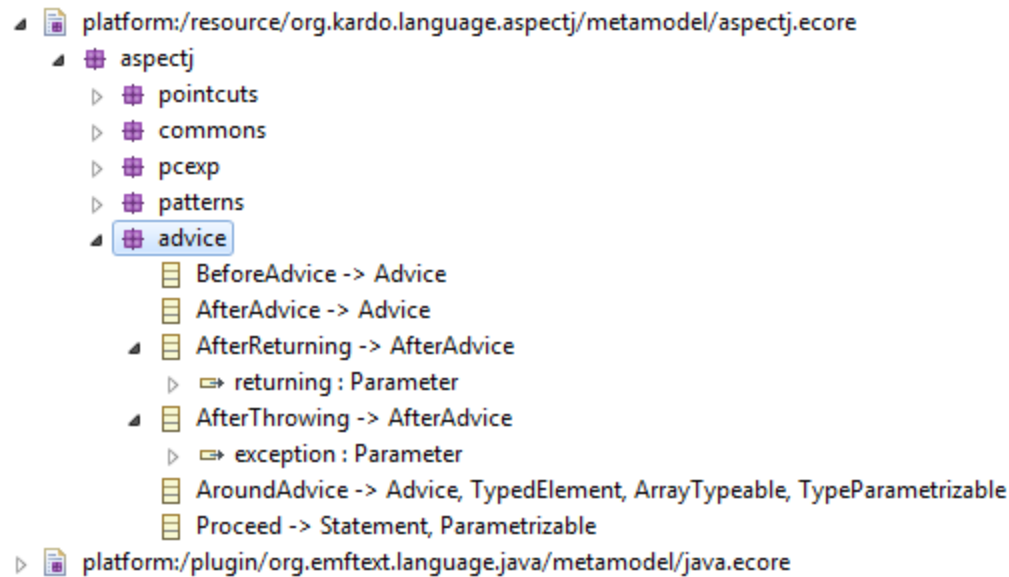 platform:/resource/org.kardo.language.aspectj/metamodel/aspectj.ecore
aspectj
pointcuts
commons
pcexp
patterns
advice
BeforeAdvice -> Advice
AfterAdvice -> Advice
AfterReturning -> AfterAdvice
returning : Parameter
AfterThrowing -> AfterAdvice
exception : Parameter
AroundAdvice -> Advice, TypedElement, ArrayTypeable, TypeParametrizable
Proceed -> Statement, Parametrizable
platform:/plugin/org.emftext.language.java/metamodel/java.ecore